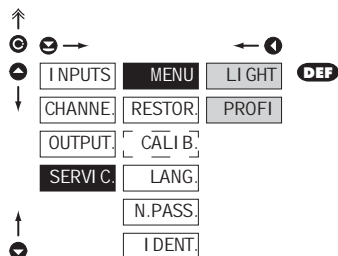 INPUTS MENU LIGHT DEF
CHANNE. RESTOR. PROFI
OUTPUT. CALIB.
SERVIC. LANG.
N.PASS.
IDENT.